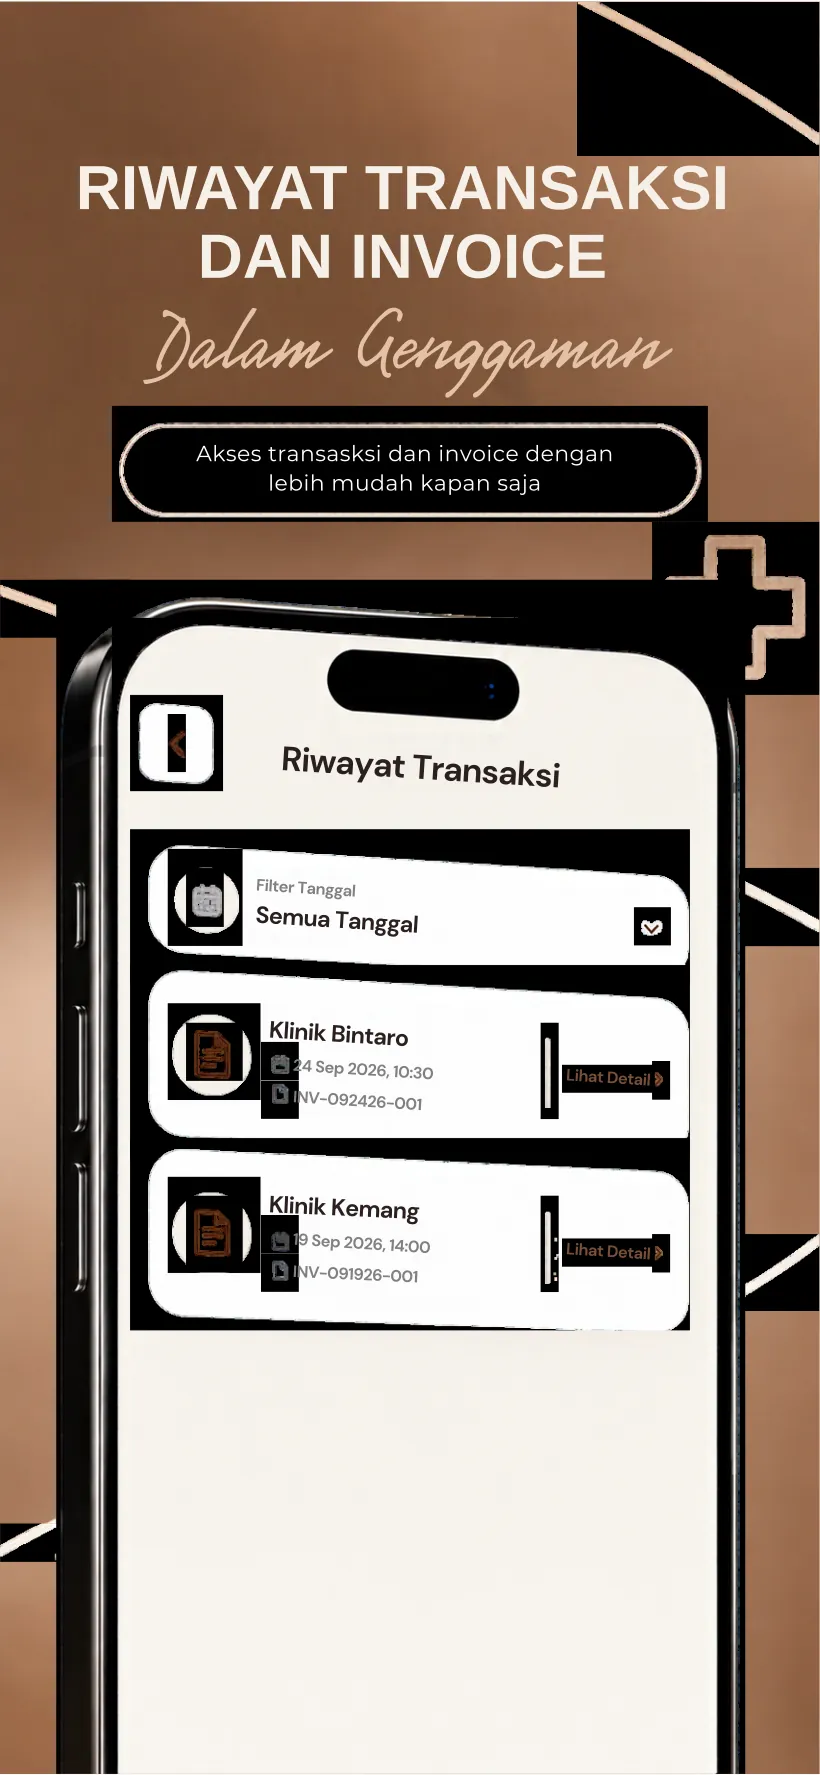 RIWAYAT TRANSAKSI
DAN INVOICE
Dalam Genggaman
Akses transasksi dan invoice dengan
lebih mudah kapan saja
Riwayat Transaksi
Filter Tanggal
Semua Tanggal
Klinik Bintaro
24 Sep 2026, 10:30
INV-092426-001
Lihat Detail
Klinik Kemang
19 Sep 2026, 14:00
INV-091926-001
Lihat Detail